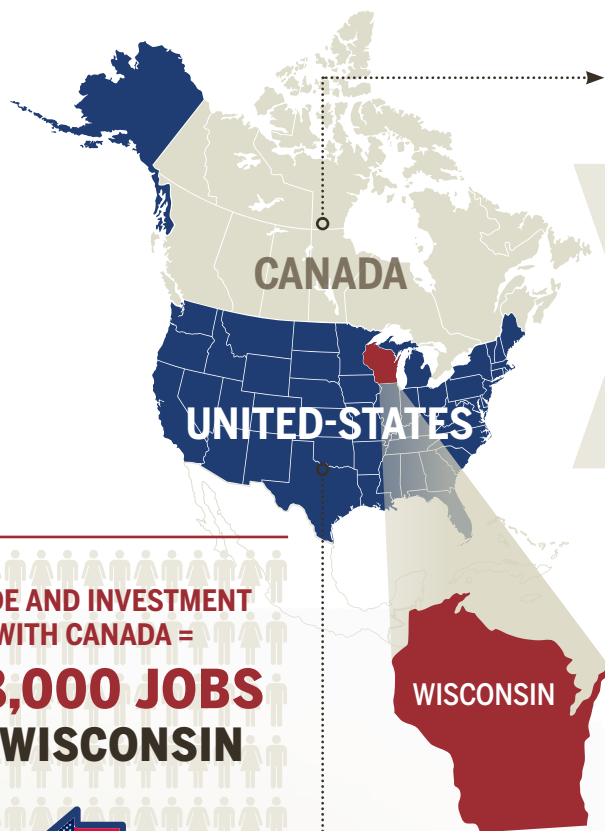 CANADA
UNITED-STATES
DE AND INVESTMENT
WITH CANADA =
,000 JOBS
WISCONSIN
WISCONSIN